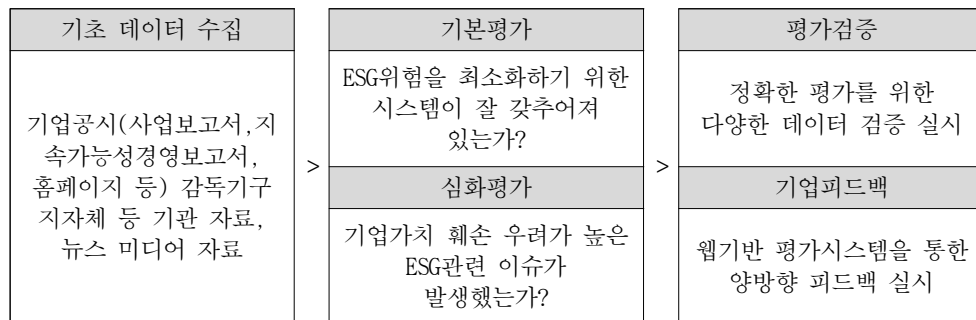 기초 데이터 수집
기업공시(사업보고서,지
속가능성경영보고서,
홈페이지 등) 감독기구
지자체 등 기관 자료,
뉴스 미디어 자료
>
기본평가
ESG위험을 최소화하기 위한
시스템이 잘 갖추어져
있는가?
심화평가
기업가치 훼손 우려가 높은
ESG관련 이슈가
발생했는가?
>
평가검증
정확한 평가를 위한
다양한 데이터 검증 실시
기업피드백
웹기반 평가시스템을 통한
양방향 피드백 실시